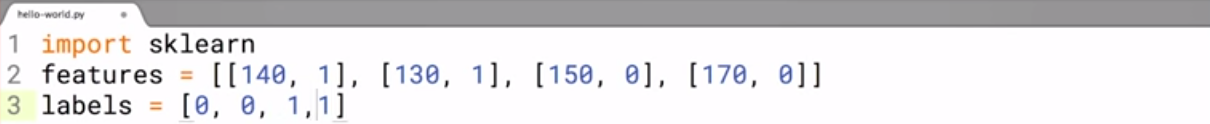 hello-world.py
1 import sklearn
2 features = [[140, 1], [130, 1], [150, 0], [170, 0]]
3 labels = [0, 0, 1,1]